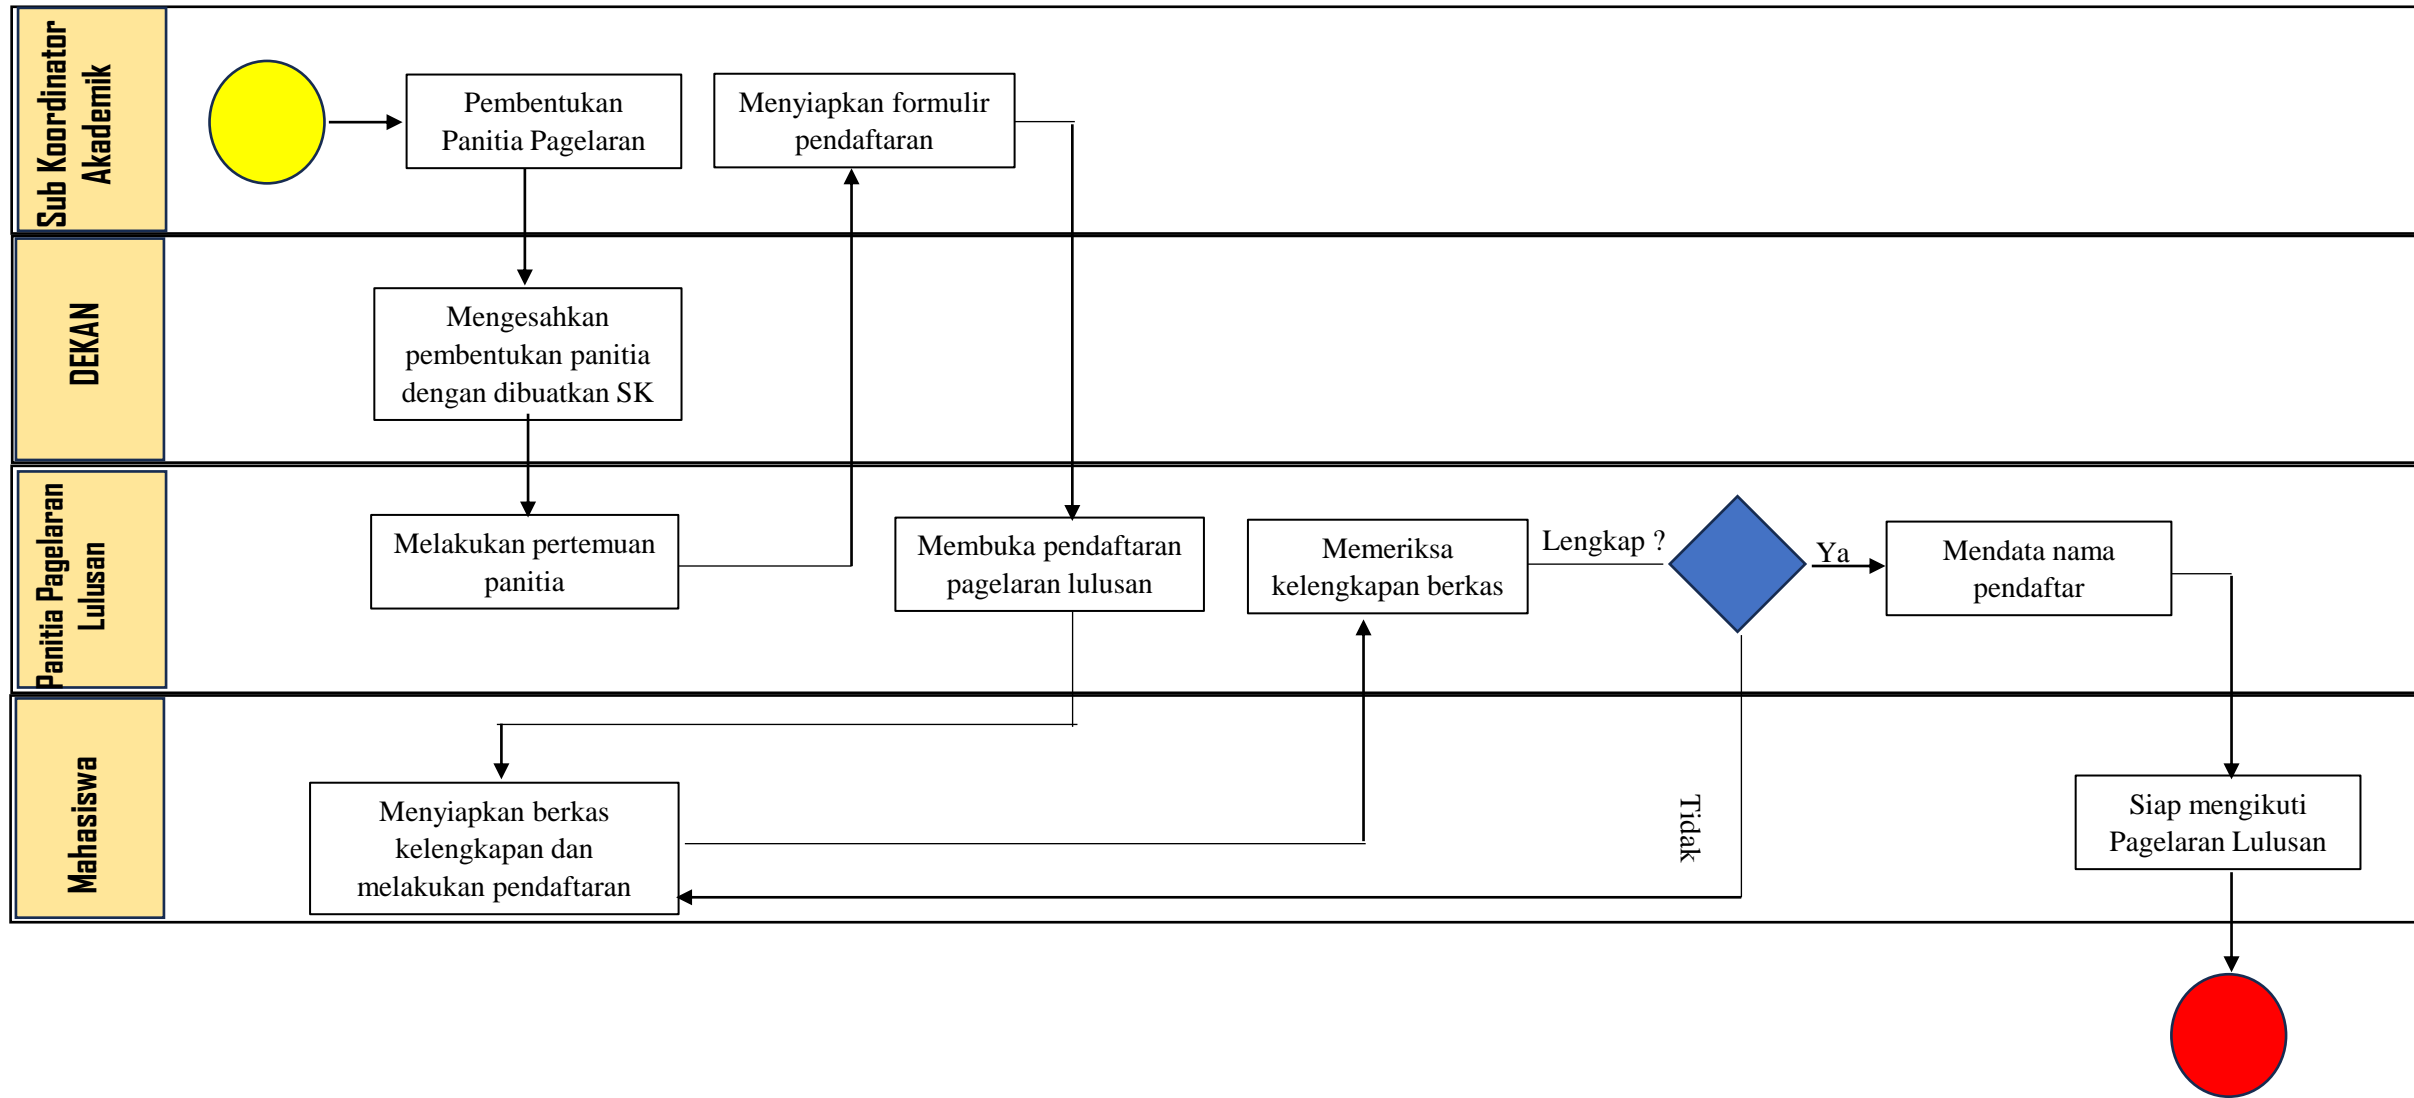 Sub Koordinator
Akademik
Pembentukan
Panitia Pagelaran
Menyiapkan formulir
pendaftaran
DEKAN
Mengesahkan
pembentukan panitia
dengan dibuatkan SK
Panitia Pagelaran
Lulusan
Melakukan pertemuan
panitia
Membuka pendaftaran
pagelaran lulusan
Memeriksa
kelengkapan berkas
Lengkap ?
Ya
Mendata nama
pendaftar
Mahasiswa
Menyiapkan berkas
kelengkapan dan
melakukan pendaftaran
Tidak
Siap mengikuti
Pagelaran Lulusan